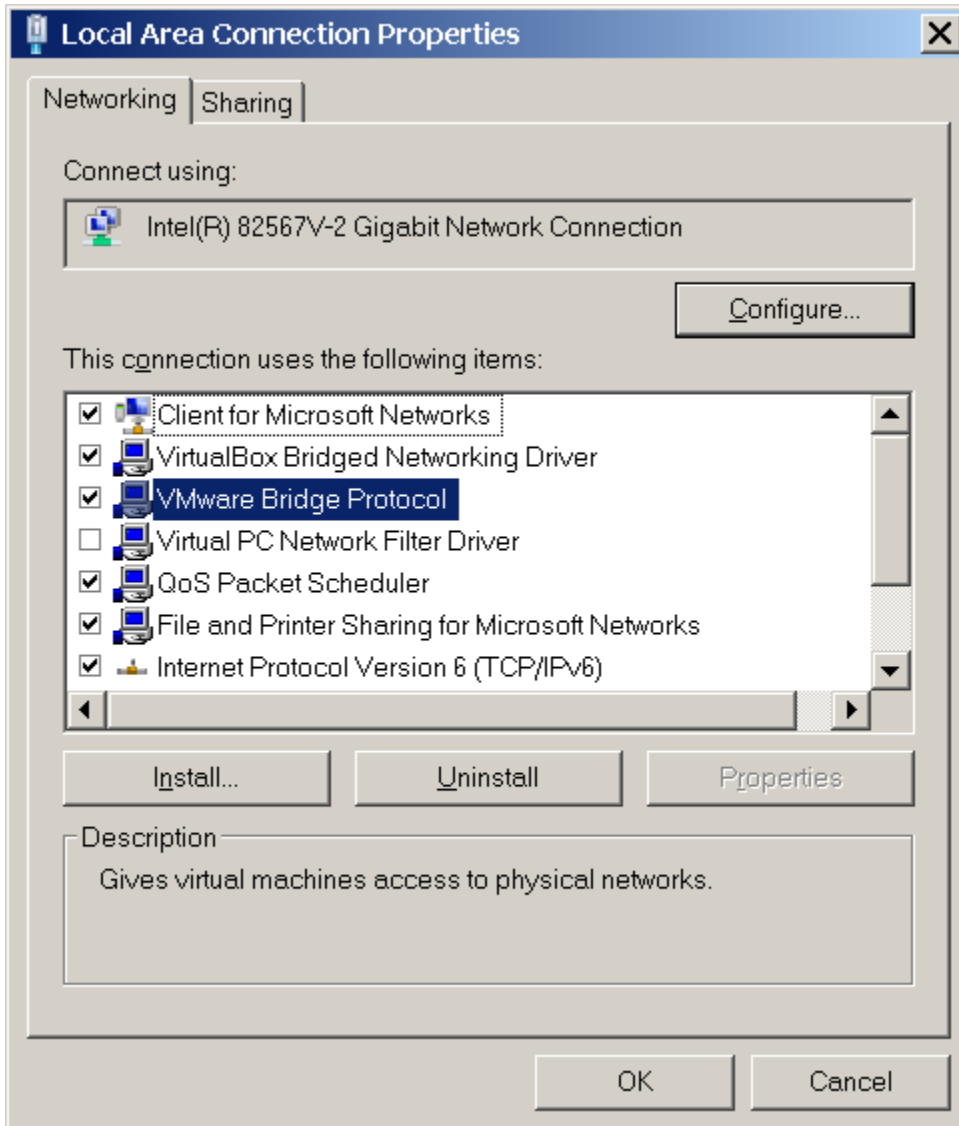 Local Area Connection Properties
Networking
Sharing
Connect using:
Intel(R) 82567V-2 Gigabit Network Connection
Configure...
This connection uses the following items:
Client for Microsoft Networks
VirtualBox Bridged Networking Driver
VMware Bridge Protocol
Virtual PC Network Filter Driver
QoS Packet Scheduler
File and Printer Sharing for Microsoft Networks
Internet Protocol Version 6 (TCP/IPv6)
Install...
Uninstall
Properties
Description
Gives virtual machines access to physical networks.
OK
Cancel